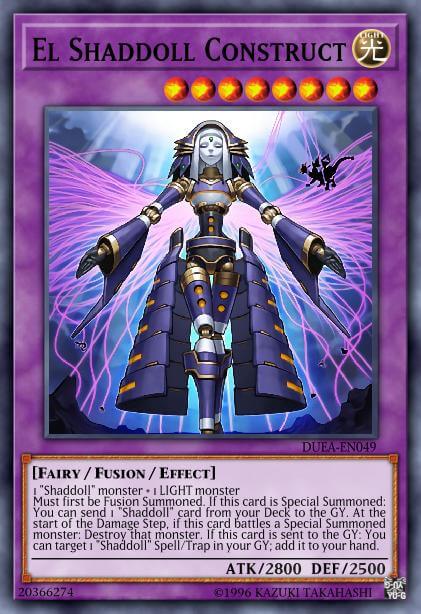 El Shaddoll Construct
LIGHT
光
DUEA-EN049
[Fairy / Fusion / Effect]
1 "Shaddoll" monster + 1 LIGHT monster
Must first be Fusion Summoned. If this card is Special Summoned:
You can send 1 "Shaddoll" card from your Deck to the GY. At the
start of the Damage Step, if this card battles a Special Summoned
monster: Destroy that monster. If this card is sent to the GY: You
can target 1 "Shaddoll" Spell/Trap in your GY; add it to your hand.
ATK/2800 DEF/2500
20366274
©1996 KAZUKI TAKAHASHI